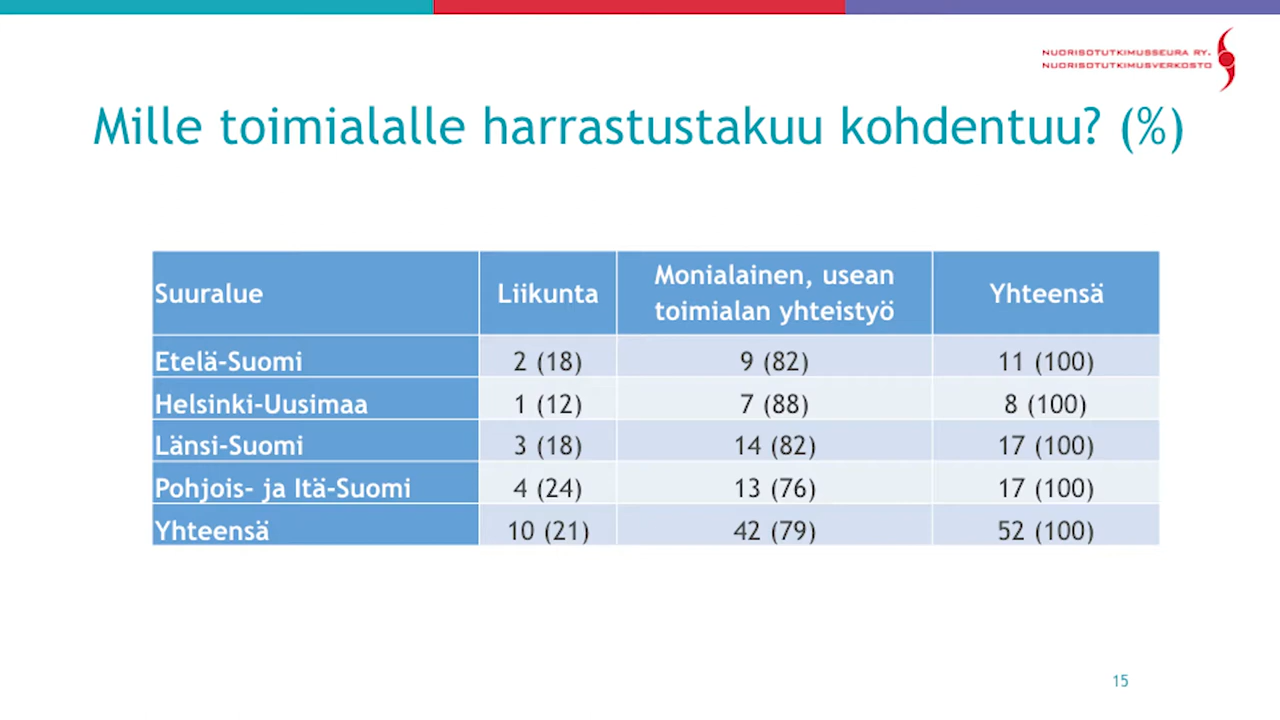 NUORISOTUTKIMUSSEURA RY.
NUORISOTUTKIMUSVERKOSTO
Mille toimialalle harrastustakuu kohdentuu? (%)
Suuralue Liikunta Monialainen, usean toimialan yhteistyö Yhteensä
Etelä-Suomi 2 (18) 9 (82) 11 (100)
Helsinki-Uusimaa 1 (12) 7 (88) 8 (100)
Länsi-Suomi 3 (18) 14 (82) 17 (100)
Pohjois- ja Itä-Suomi 4 (24) 13 (76) 17 (100)
Yhteensä 10 (21) 42 (79) 52 (100)
15